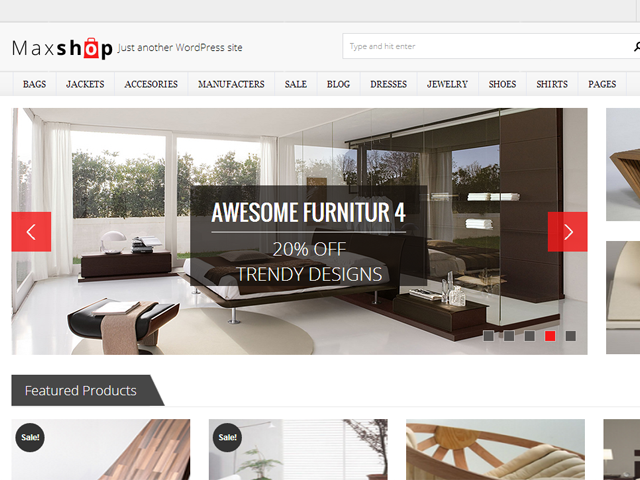 Maxshop Just another WordPress site
Type and hit enter
BAGS JACKETS ACCESORIES MANUFACTERS SALE BLOG DRESSES JEWELRY SHOES SHIRTS PAGES
AWESOME FURNITUR 4
20% OFF
TRENDY DESIGNS
Featured Products
Sale! Sale!